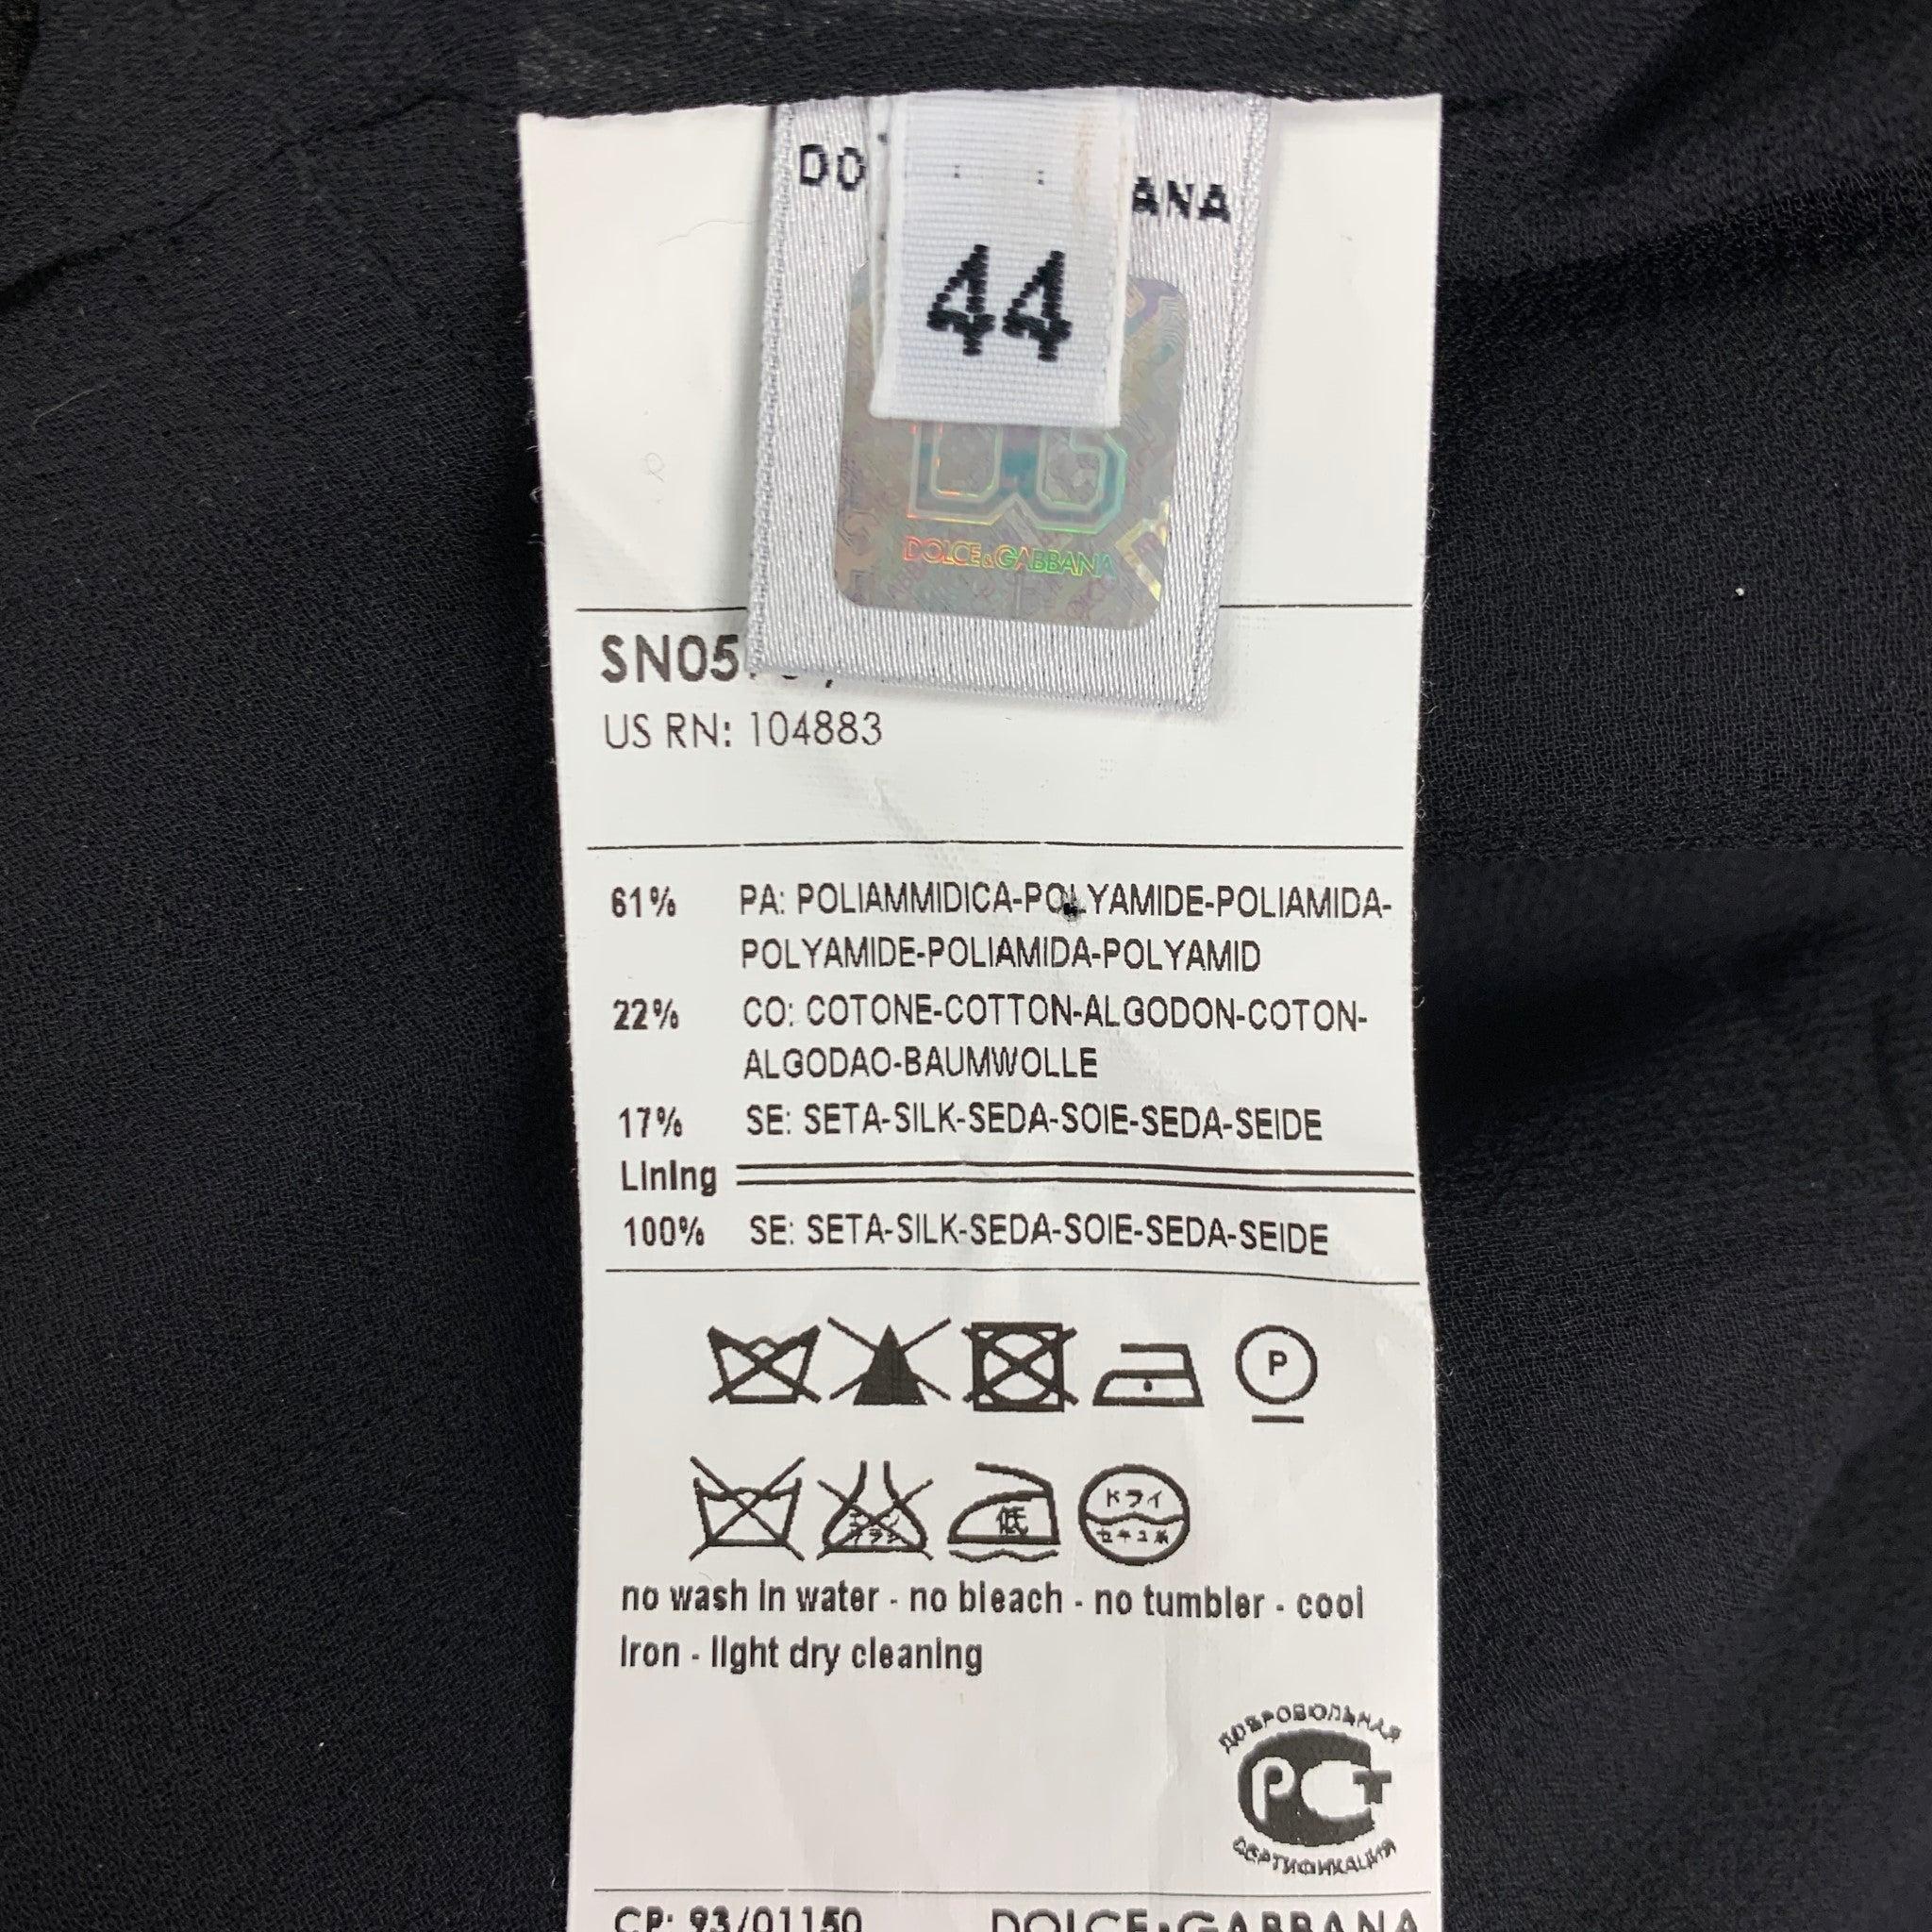 DO ANA
44
DOLCE&GABBANA
SN05
US RN: 104883
61% PA: POLIAMMIDICA-POLYAMIDE-POLIAMIDA-
POLYAMIDE-POLIAMIDA-POLYAMID
22% CO: COTONE-COTTON-ALGODON-COTON-
ALGODAO-BAUMWOLLE
17% SE: SETA-SILK-SEDA-SOIE-SEDA-SEIDE
Lining
100% SE: SETA-SILK-SEDA-SOIE-SEDA-SEIDE
P
低 ドライ
no wash in water - no bleach - no tumbler - cool
iron - light dry cleaning
ДОБРОВОЛЬНАЯ
РСТ
СЕРТИФИКАЦИЯ
CP: 93/01150 DOLCE&GABBANA